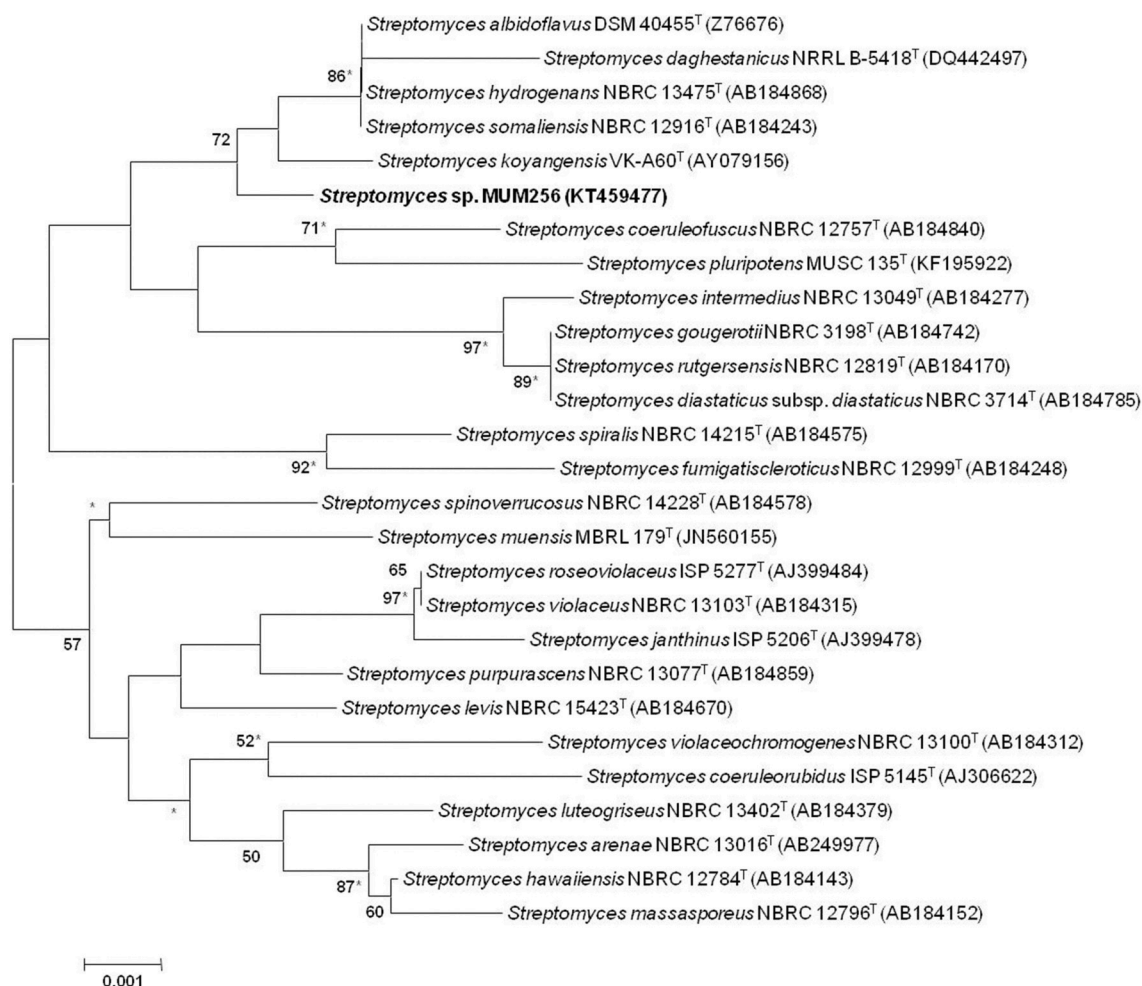 Streptomyces albidoflavus DSM 40455T (Z76676)
Streptomyces daghestanicus NRRL B-5418T (DQ442497)
86*
Streptomyces hydrogenans NBRC 13475T (AB184868)
Streptomyces somaliensis NBRC 12916T (AB184243)
72
Streptomyces koyangensis VK-A60T (AY079156)
Streptomyces sp. MUM256 (KT459477)
71*
Streptomyces coeruleofuscus NBRC 12757T (AB184840)
Streptomyces pluripotens MUSC 135T (KF195922)
Streptomyces intermedius NBRC 13049T (AB184277)
Streptomyces gougerotii NBRC 3198T (AB184742)
97*
Streptomyces rutgersensis NBRC 12819T (AB184170)
89*
Streptomyces diastaticus subsp. diastaticus NBRC 3714T (AB184785)
Streptomyces spiralis NBRC 14215T (AB184575)
92*
Streptomyces fumigatiscleroticus NBRC 12999T (AB184248)
*
Streptomyces spinoverrucosus NBRC 14228T (AB184578)
Streptomyces muensis MBRL 179T (JN560155)
65
Streptomyces roseoviolaceus ISP 5277T (AJ399484)
97*
Streptomyces violaceus NBRC 13103T (AB184315)
57
Streptomyces janthinus ISP 5206T (AJ399478)
Streptomyces purpurascens NBRC 13077T (AB184859)
Streptomyces levis NBRC 15423T (AB184670)
52*
Streptomyces violaceochromogenes NBRC 13100T (AB184312)
Streptomyces coeruleorubidus ISP 5145T (AJ306622)
*
Streptomyces luteogriseus NBRC 13402T (AB184379)
50
Streptomyces arenae NBRC 13016T (AB249977)
87*
Streptomyces hawaiiensis NBRC 12784T (AB184143)
60
Streptomyces massasporeus NBRC 12796T (AB184152)
0.001